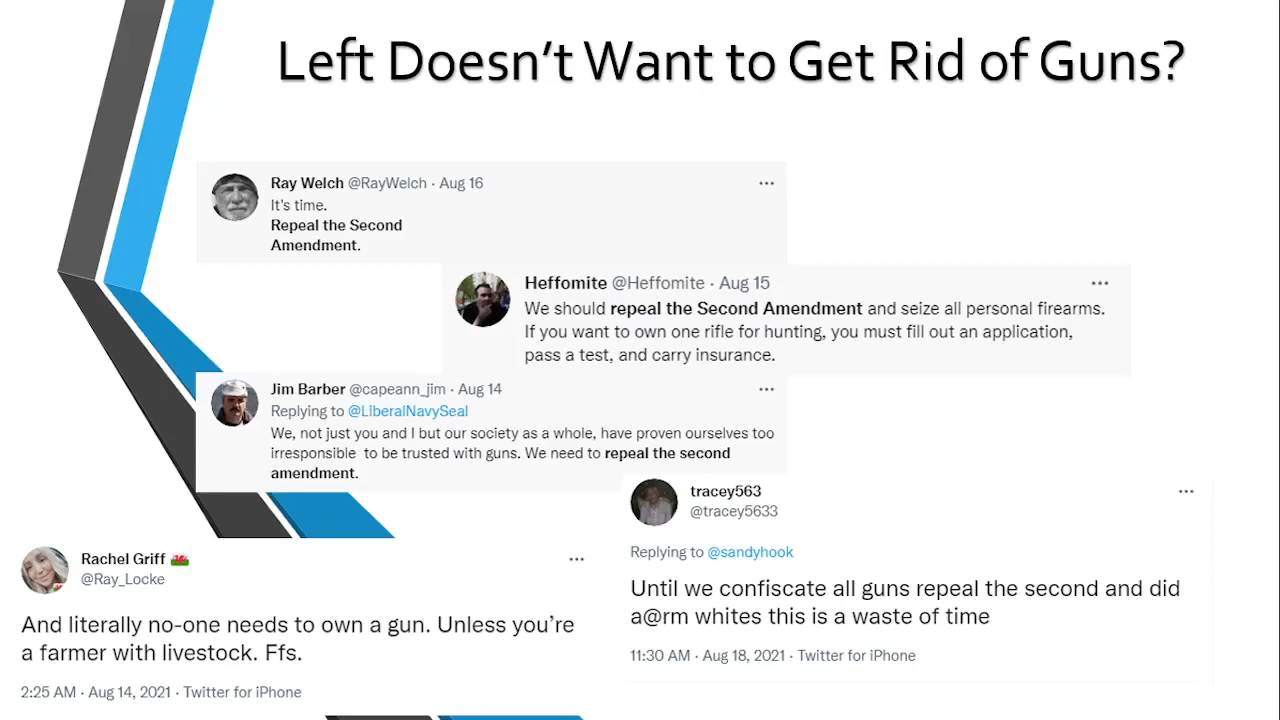 Left Doesn’t Want to Get Rid of Guns?
Ray Welch @RayWelch · Aug 16
It's time.
Repeal the Second
Amendment.
Heffomite @Heffomite · Aug 15
We should repeal the Second Amendment and seize all personal firearms.
If you want to own one rifle for hunting, you must fill out an application,
pass a test, and carry insurance.
Jim Barber @capeann_jim · Aug 14
Replying to @LiberalNavySeal
We, not just you and I but our society as a whole, have proven ourselves too
irresponsible to be trusted with guns. We need to repeal the second
amendment.
tracey563
@tracey5633
Replying to @sandyhook
Until we confiscate all guns repeal the second and did
a@rm whites this is a waste of time
11:30 AM · Aug 18, 2021 · Twitter for iPhone
Rachel Griff
@Ray_Locke
And literally no-one needs to own a gun. Unless you’re
a farmer with livestock. Ffs.
2:25 AM · Aug 14, 2021 · Twitter for iPhone